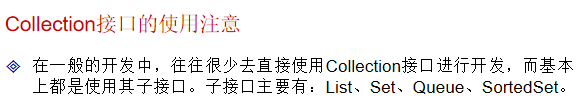 Collection接口的使用注意
在一般的开发中，往往很少去直接使用Collection接口进行开发，而基本
上都是使用其子接口。子接口主要有：List、Set、Queue、SortedSet。